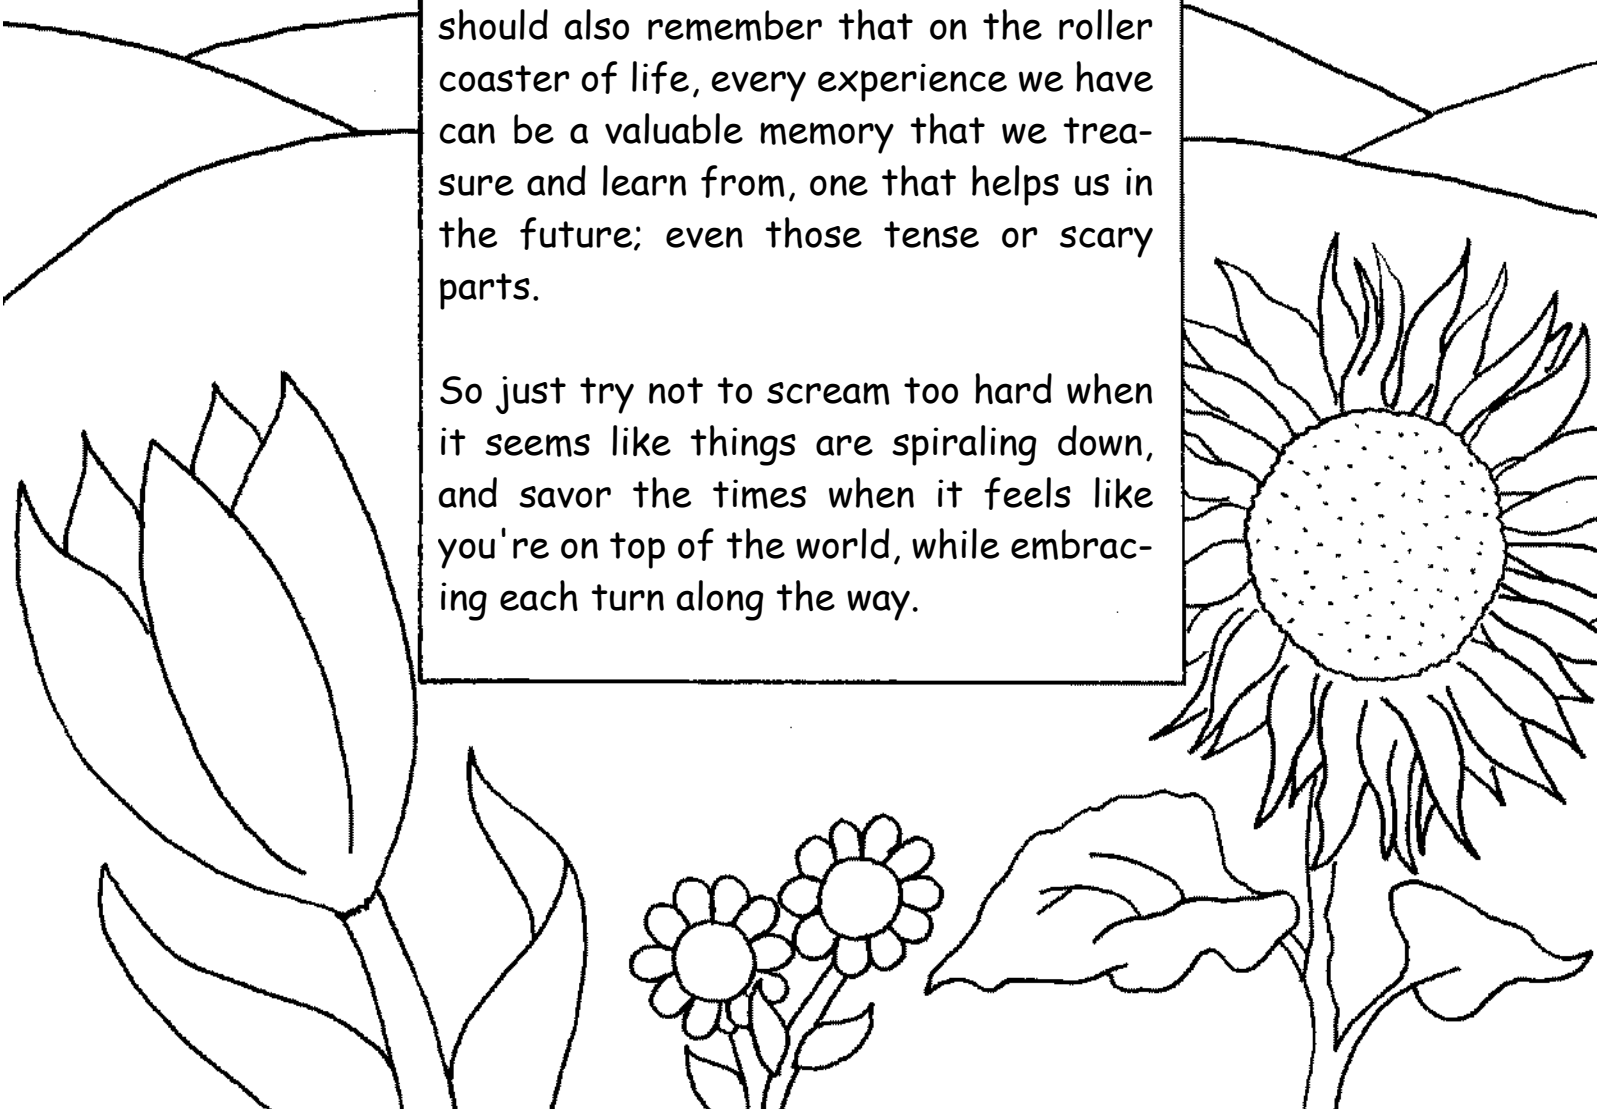 should also remember that on the roller
coaster of life, every experience we have
can be a valuable memory that we trea-
sure and learn from, one that helps us in
the future; even those tense or scary
parts.
So just try not to scream too hard when
it seems like things are spiraling down,
and savor the times when it feels like
you're on top of the world, while embrac-
ing each turn along the way.